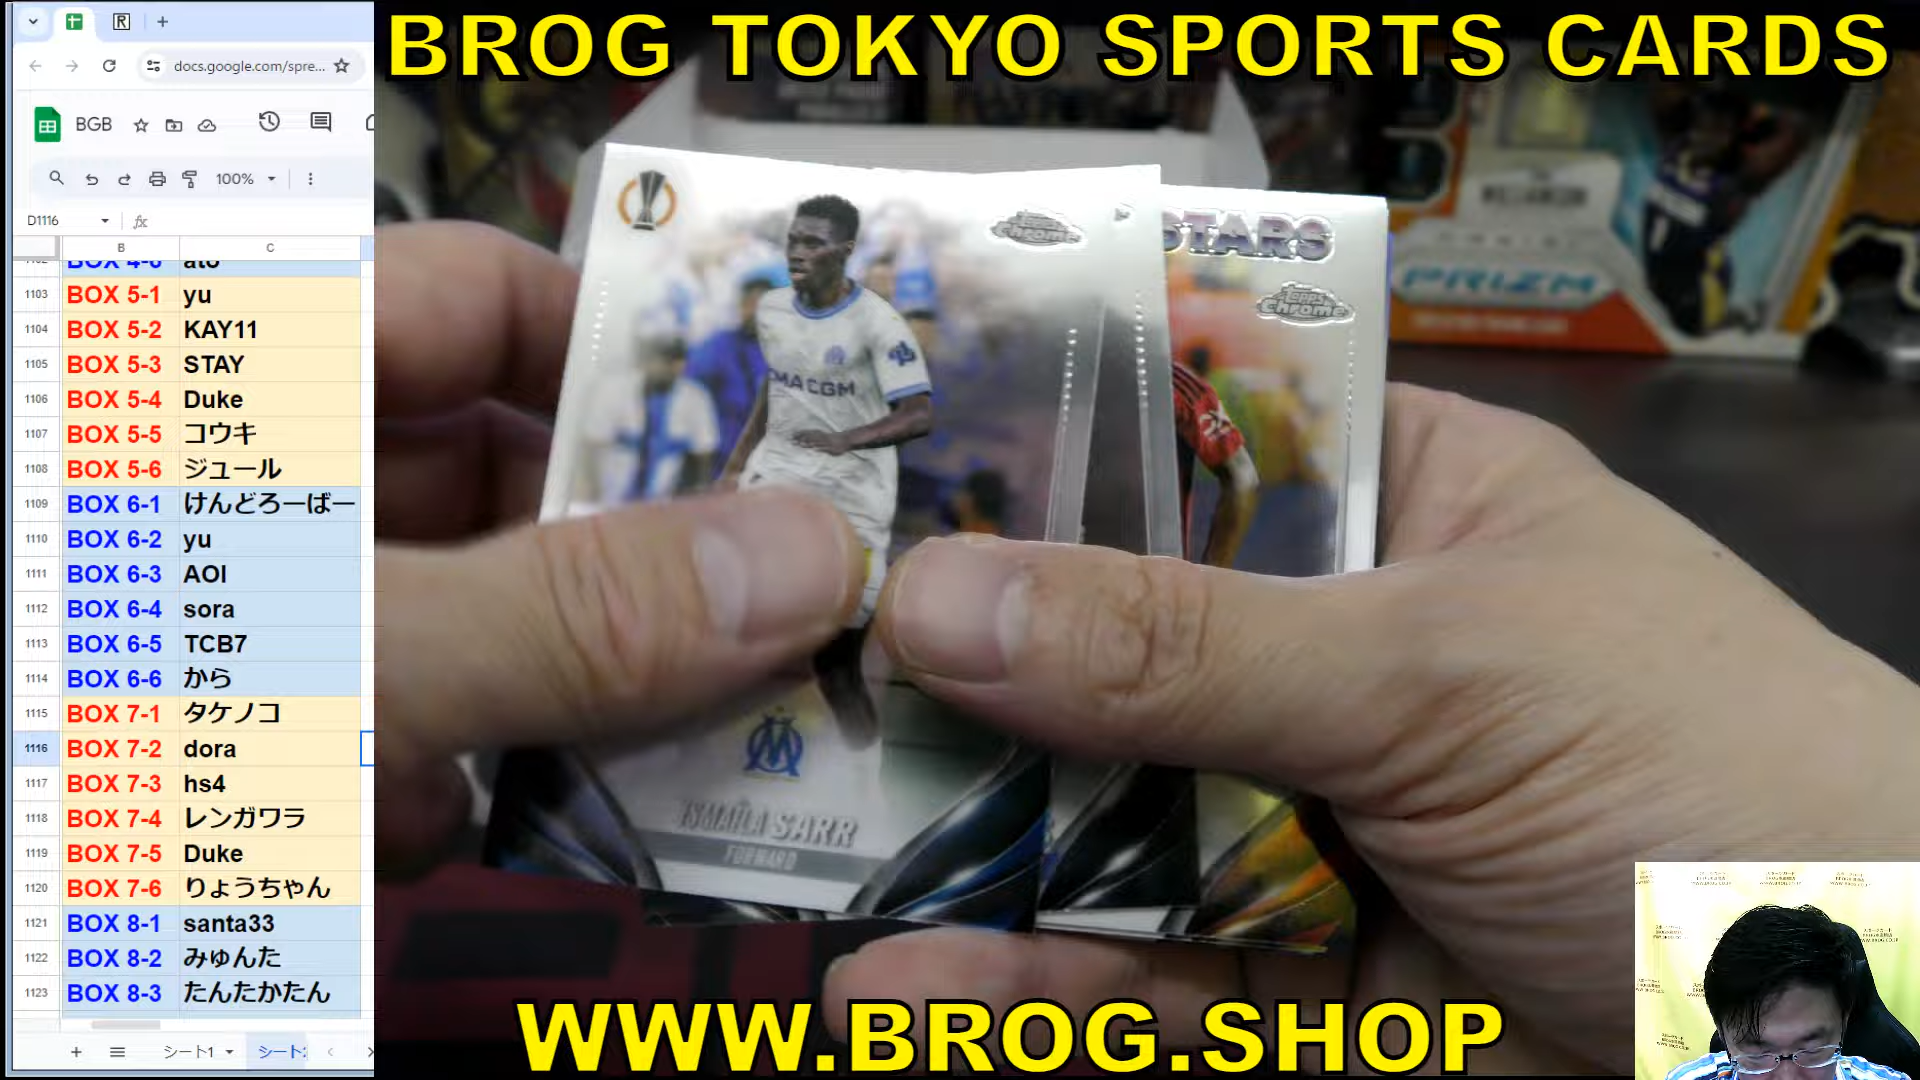 BROG TOKYO SPORTS CARDS
docs.google.com/spre...
BGB
100%
D1116
fx
B C
1103 BOX 5-1 yu
1104 BOX 5-2 KAY11
1105 BOX 5-3 STAY
1106 BOX 5-4 Duke
1107 BOX 5-5 コウキ
1108 BOX 5-6 ジュール
1109 BOX 6-1 けんどろーばー
1110 BOX 6-2 yu
1111 BOX 6-3 AOI
1112 BOX 6-4 sora
1113 BOX 6-5 TCB7
1114 BOX 6-6 から
1115 BOX 7-1 タケノコ
1116 BOX 7-2 dora
1117 BOX 7-3 hs4
1118 BOX 7-4 レンガワラ
1119 BOX 7-5 Duke
1120 BOX 7-6 りょうちゃん
1121 BOX 8-1 santa33
1122 BOX 8-2 みゅんた
1123 BOX 8-3 たんたかたん
シート1
Topps
Chrome
CMA CGM
ISMAÏLA SARR
FORWARD
STARS
Topps
Chrome
PRIZM
WWW.BROG.SHOP